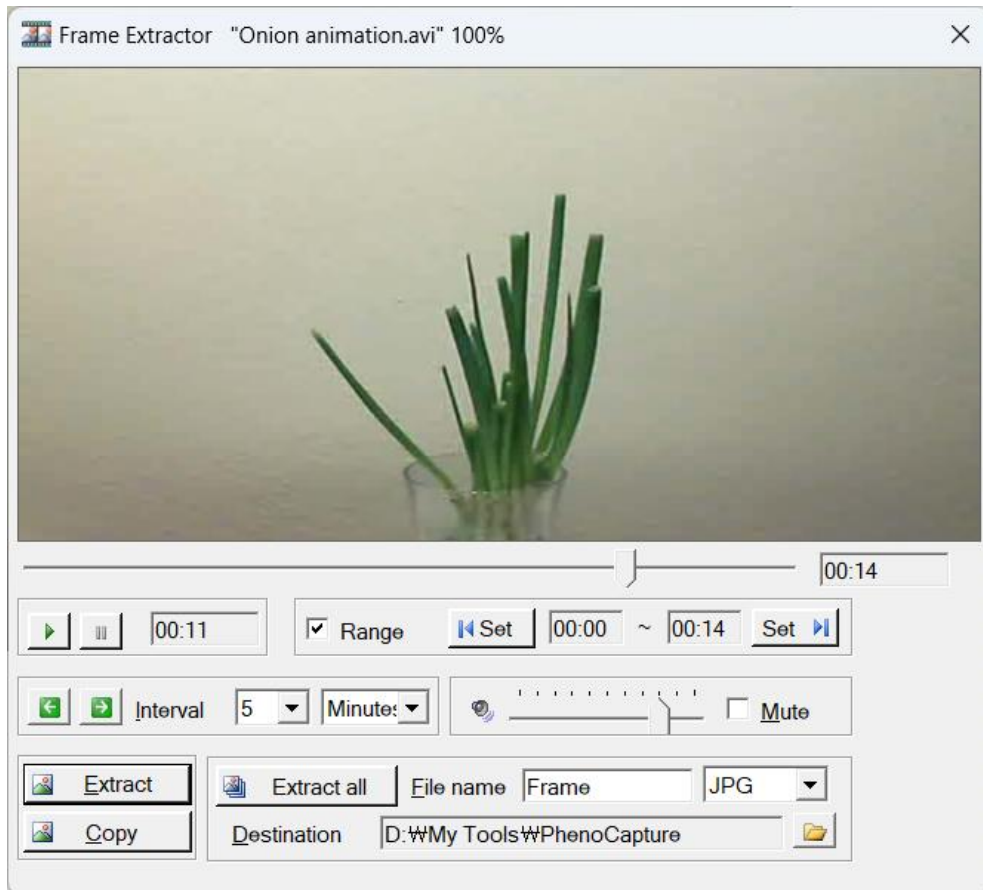 Frame Extractor "Onion animation.avi" 100%
00:14
00:11
Range
Set
00:00
~
00:14
Set
Interval
5
Minutes
Mute
Extract
Extract all
File name
Frame
JPG
Copy
Destination
D:₩My Tools₩PhenoCapture